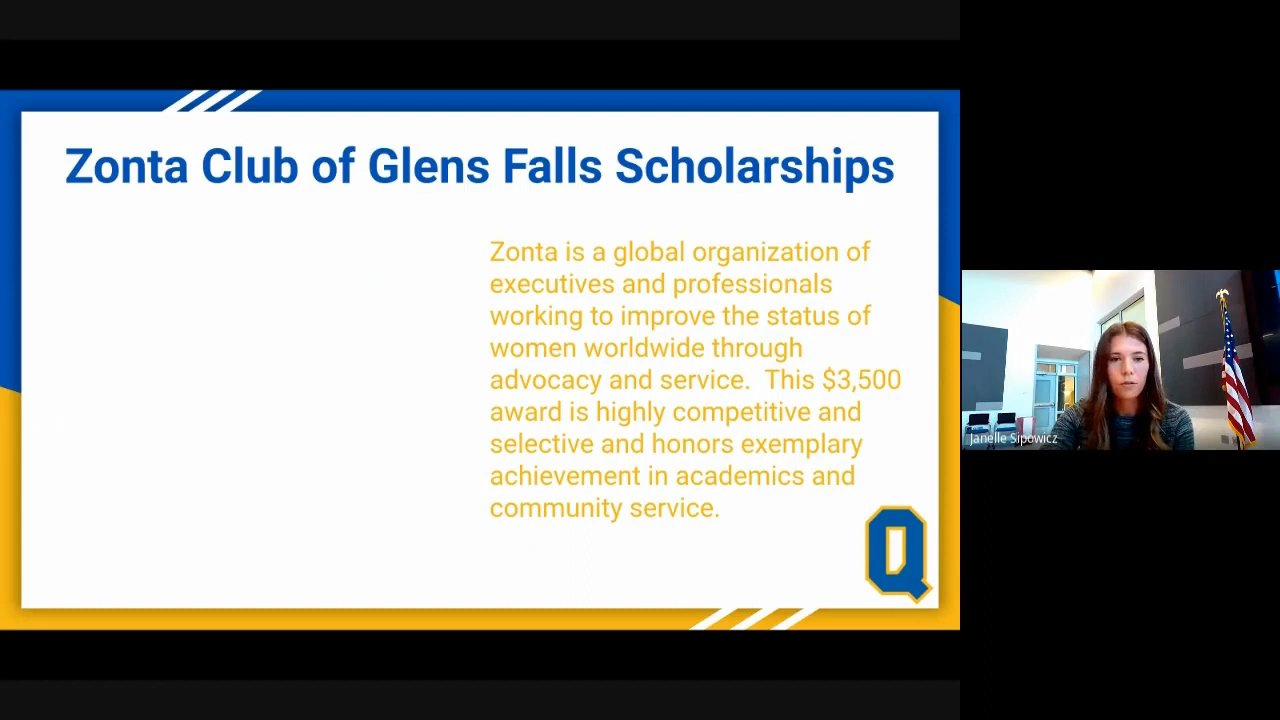 Zonta Club of Glens Falls Scholarships
Zonta is a global organization of
executives and professionals
working to improve the status of
women worldwide through
advocacy and service.  This $3,500
award is highly competitive and
selective and honors exemplary
achievement in academics and
community service.
Q
Janelle Sipowicz